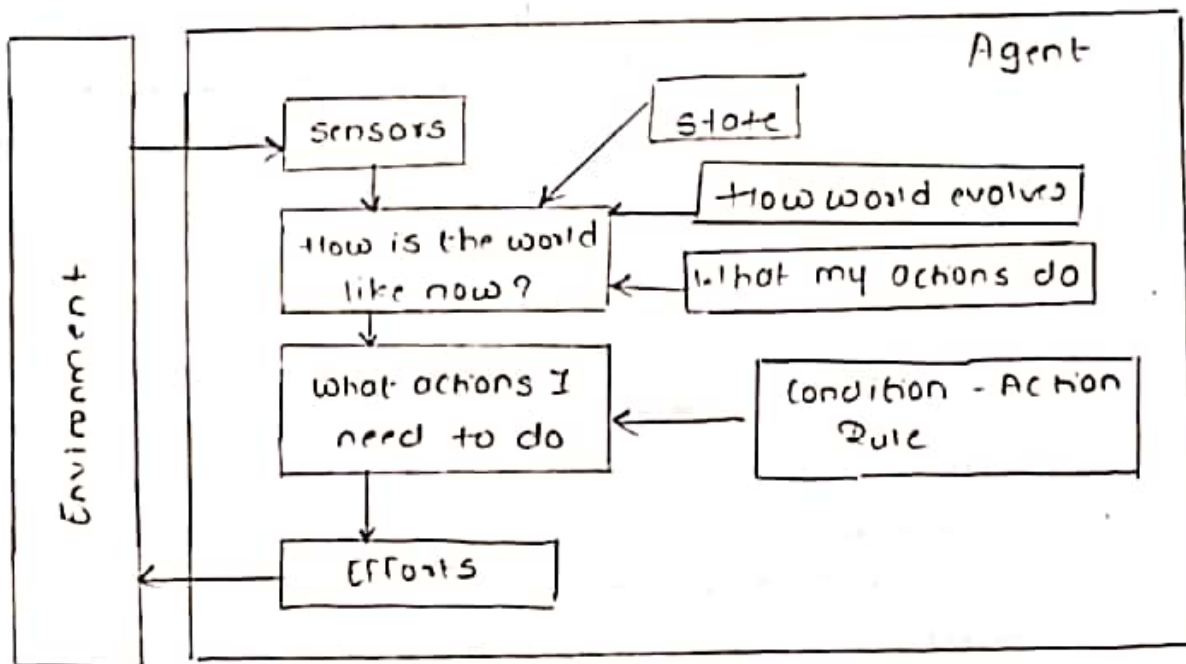 Agent
Environment
Sensors
State
How world evolves
How is the world
like now?
What my actions do
What actions I
need to do
Condition - Action
Rule
Efforts